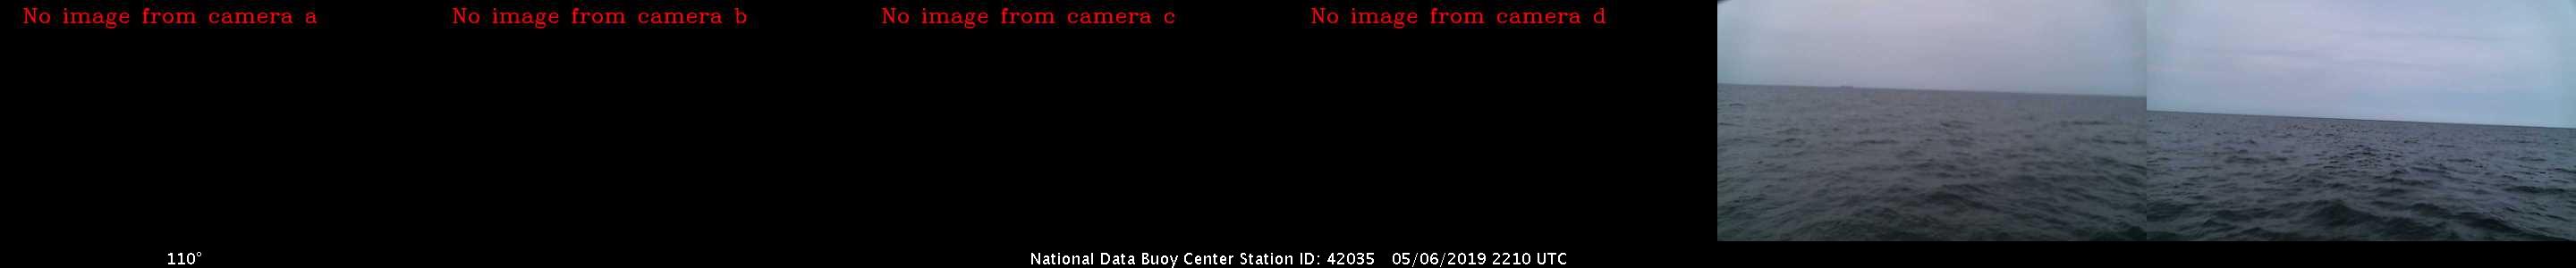 No image from camera a
No image from camera b
No image from camera c
No image from camera d
110°
National Data Buoy Center Station ID: 42035 05/06/2019 2210 UTC